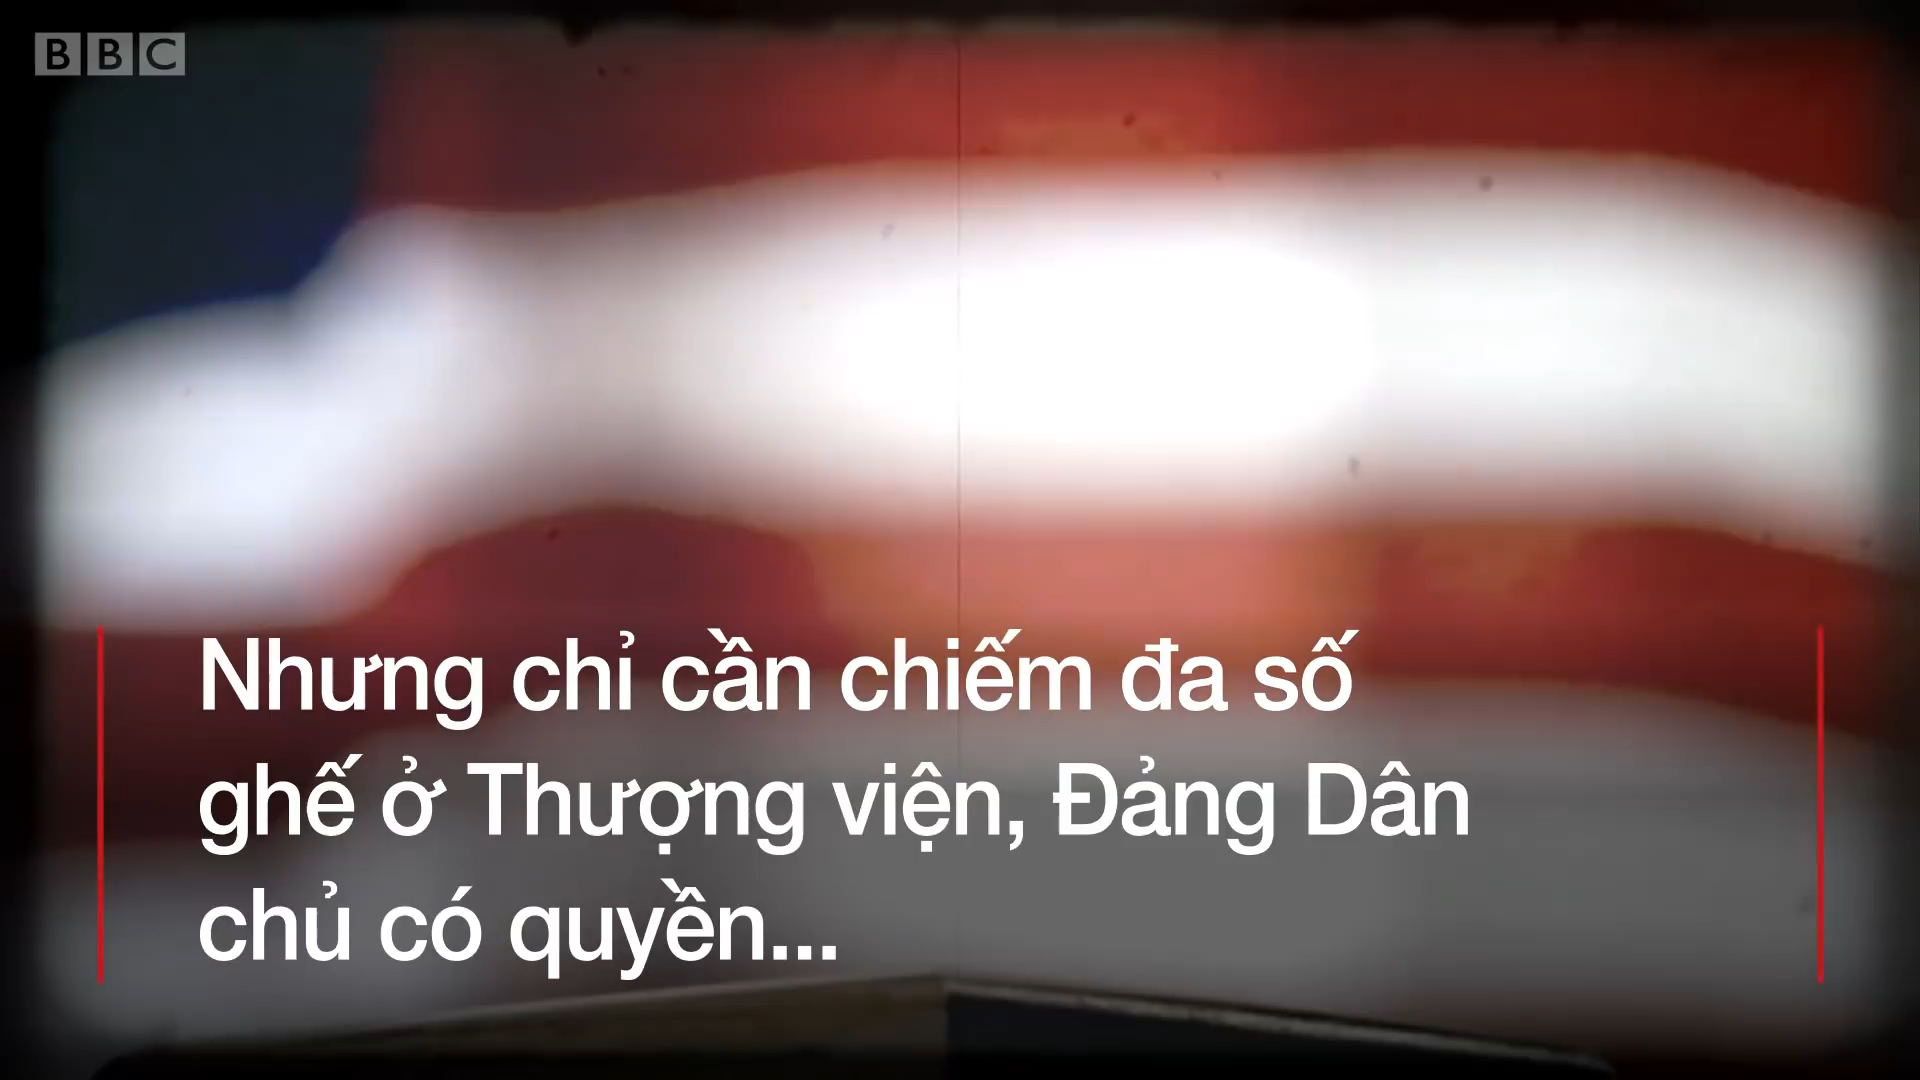 BBC
Nhưng chỉ cần chiếm đa số
ghế ở Thượng viện, Đảng Dân
chủ có quyền...